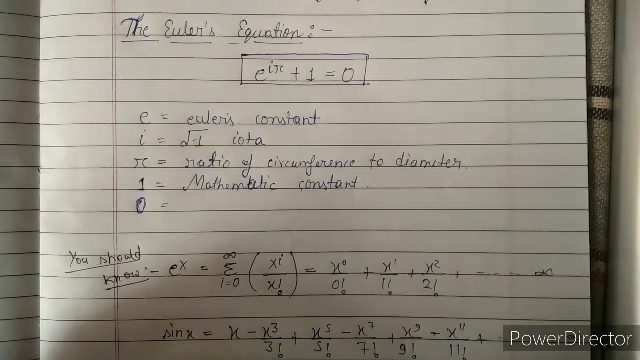 The Euler's Equation:-
e^{iπ} + 1 = 0
e = euler's constant
i = √-1 iota
π = ratio of circumference to diameter.
1 = Mathematic constant.
0 =
You should know:- e^x = ∑_{i=0}^{∞} (x^i/x!) = x^0/0! + x^1/1! + x^2/2! + - - - - ∞
sinx = x - x^3/3! + x^5/5! - x^7/7! + x^9/9! - x^11/11! +
PowerDirector